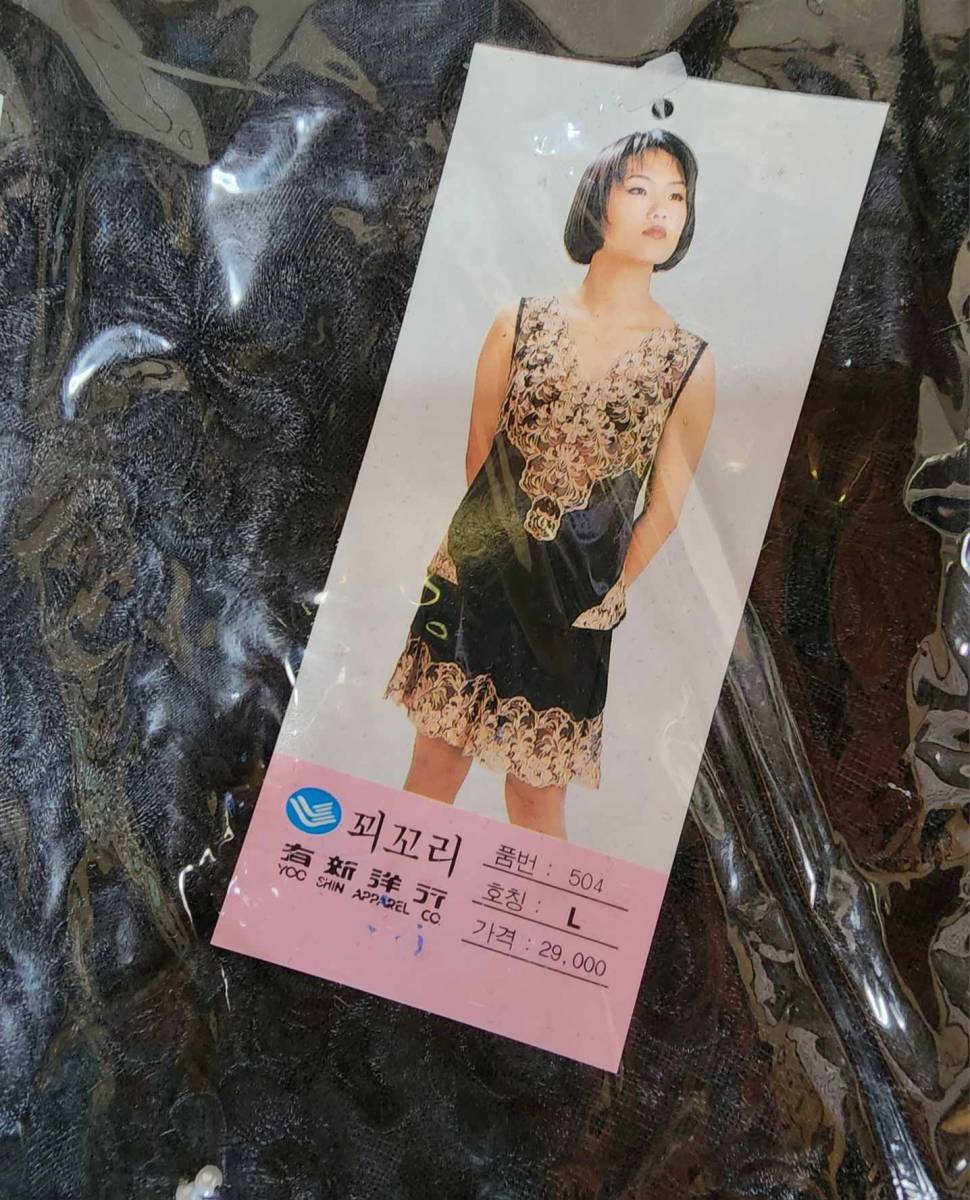 꾀꼬리
有新洋行
YOO SHIN APPAREL CO.
품번 : 504
호칭 : L
가격 : 29,000